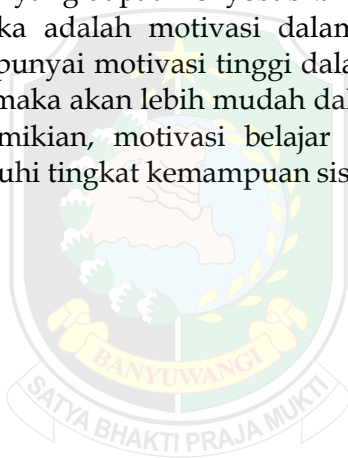 ka adalah motivasi dalam
punyai motivasi tinggi dala
maka akan lebih mudah dal
mikian, motivasi belajar
uhi tingkat kemampuan sis
BANYUWANGI
SATYA BHAKTI PRAJA MUKTI